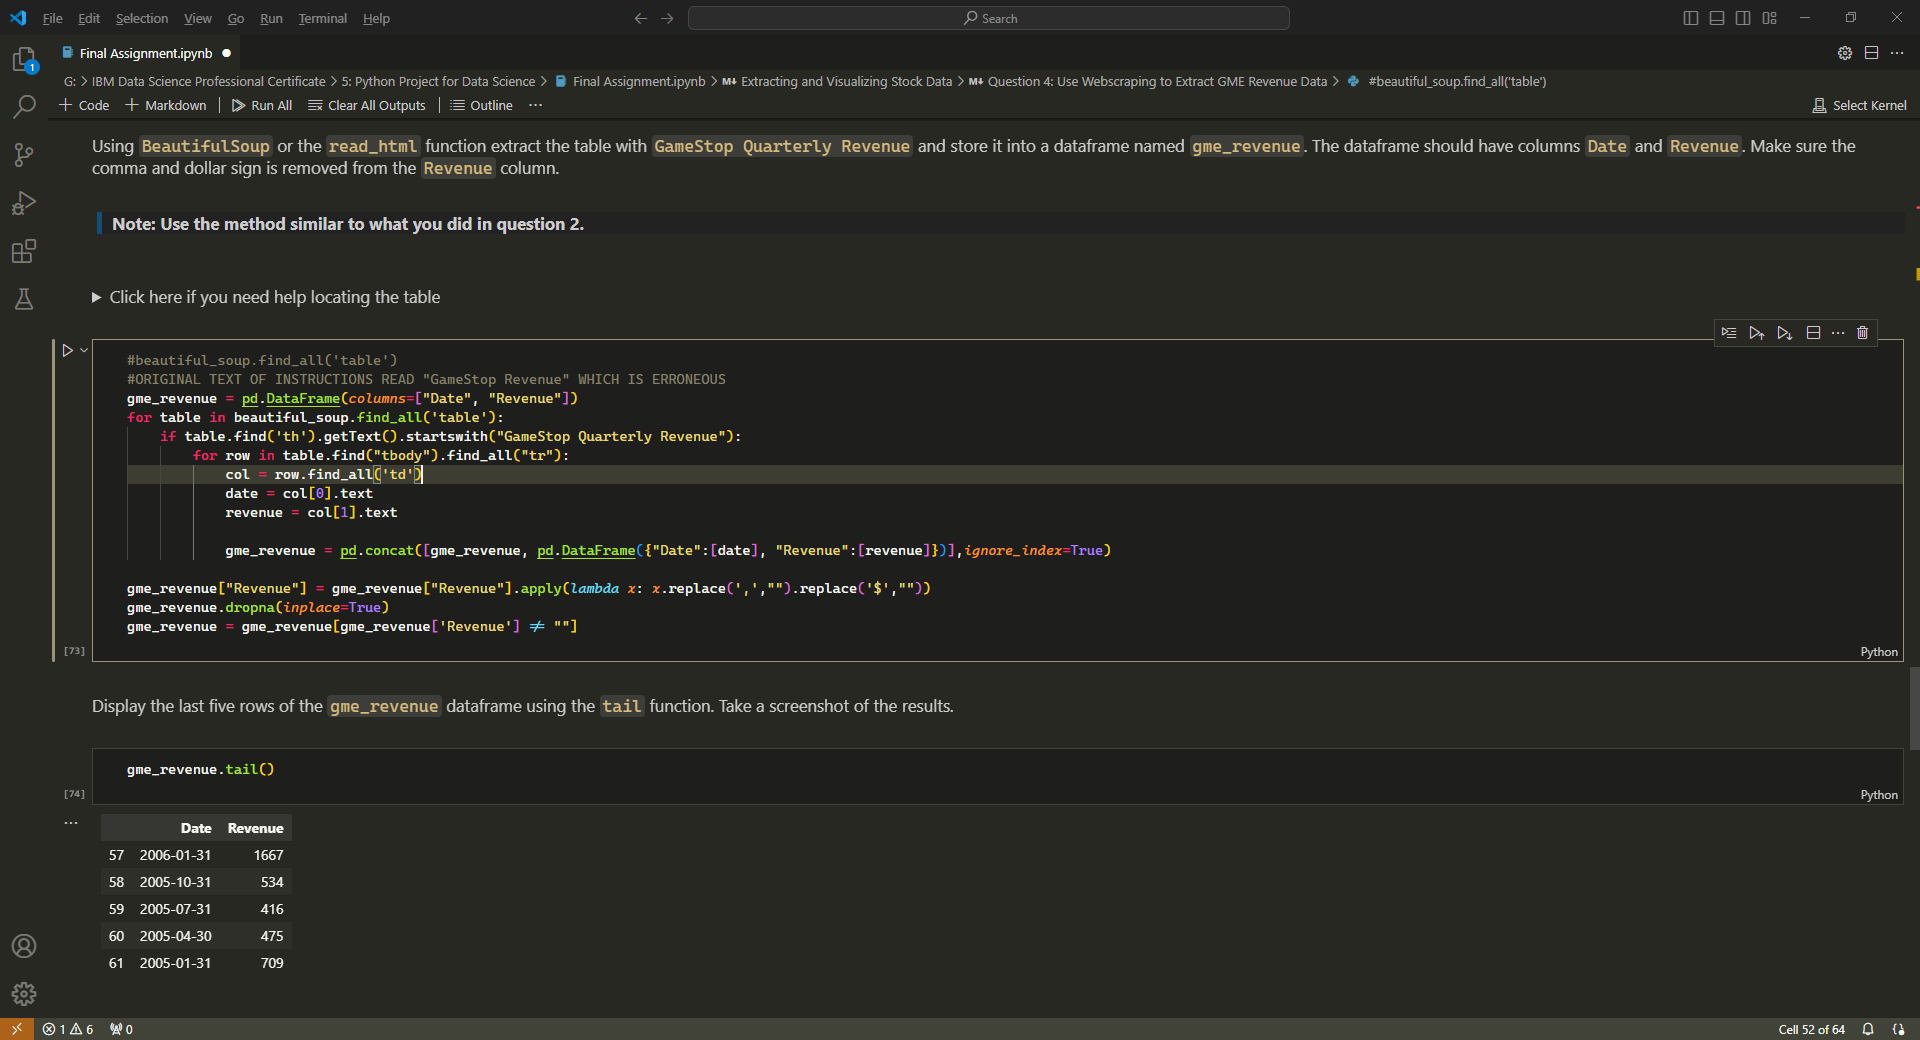 File Edit Selection View Go Run Terminal Help
Search
Final Assignment.ipynb
G: > IBM Data Science Professional Certificate > 5: Python Project for Data Science > Final Assignment.ipynb > M↓ Extracting and Visualizing Stock Data > M↓ Question 4: Use Webscraping to Extract GME Revenue Data > #beautiful_soup.find_all('table')
Code Markdown Run All Clear All Outputs Outline ...
Select Kernel
1
Using BeautifulSoup or the read_html function extract the table with GameStop Quarterly Revenue and store it into a dataframe named gme_revenue. The dataframe should have columns Date and Revenue. Make sure the
comma and dollar sign is removed from the Revenue column.
Note: Use the method similar to what you did in question 2.
Click here if you need help locating the table
#beautiful_soup.find_all('table')
#ORIGINAL TEXT OF INSTRUCTIONS READ "GameStop Revenue" WHICH IS ERRONEOUS
gme_revenue = pd.DataFrame(columns=["Date", "Revenue"])
for table in beautiful_soup.find_all('table'):
if table.find('th').getText().startswith("GameStop Quarterly Revenue"):
for row in table.find("tbody").find_all("tr"):
col = row.find_all('td')
date = col[0].text
revenue = col[1].text
gme_revenue = pd.concat([gme_revenue, pd.DataFrame({"Date":[date], "Revenue":[revenue]})],ignore_index=True)
gme_revenue["Revenue"] = gme_revenue["Revenue"].apply(lambda x: x.replace(',',"").replace('$',""))
gme_revenue.dropna(inplace=True)
gme_revenue = gme_revenue[gme_revenue['Revenue'] ≠ ""]
[73]
Python
Display the last five rows of the gme_revenue dataframe using the tail function. Take a screenshot of the results.
gme_revenue.tail()
[74]
Python
...
Date Revenue
57 2006-01-31 1667
58 2005-10-31 534
59 2005-07-31 416
60 2005-04-30 475
61 2005-01-31 709
1 6 0
Cell 52 of 64